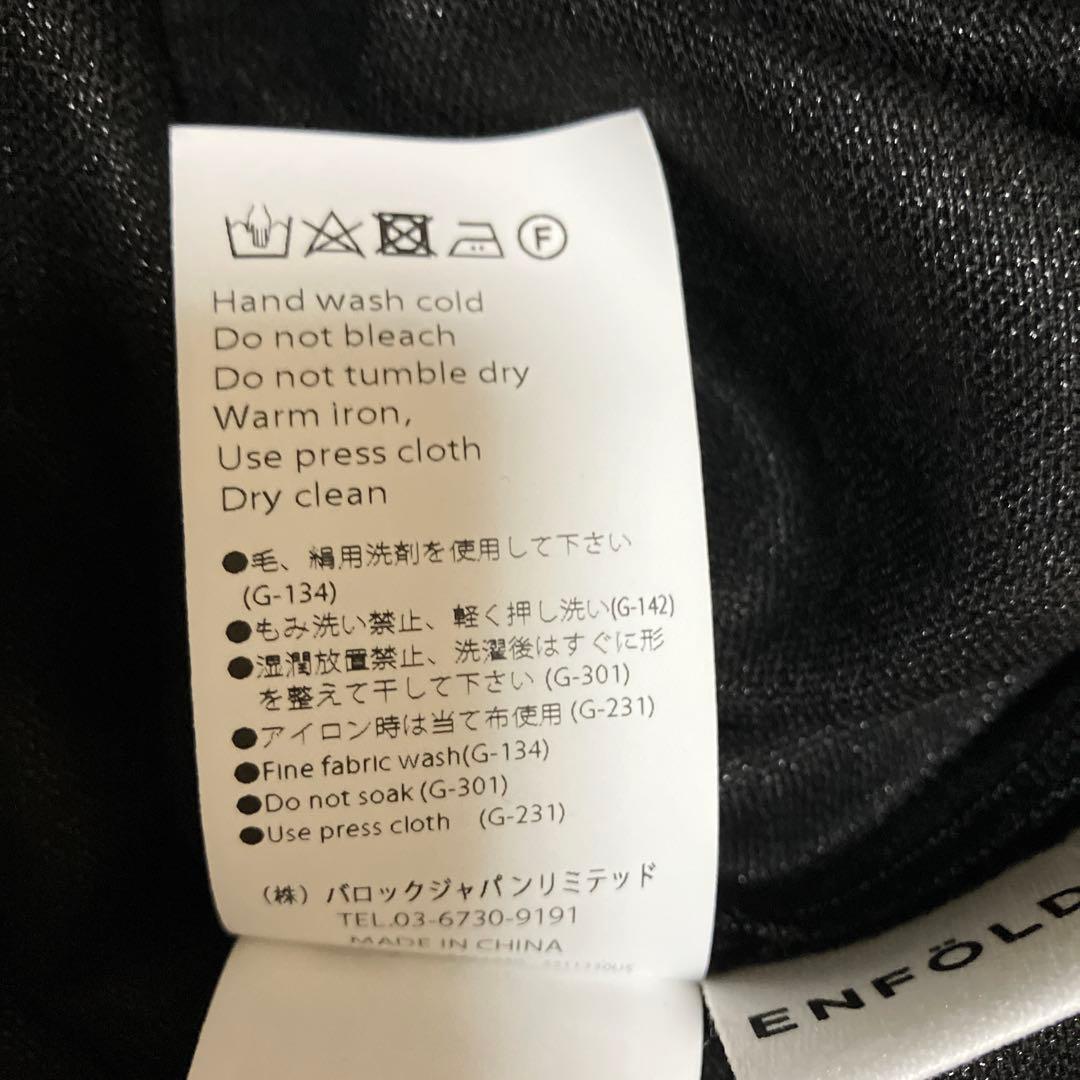 F
Hand wash cold
Do not bleach
Do not tumble dry
Warm iron,
Use press cloth
Dry clean
●毛、絹用洗剤を使用して下さい
(G-134)
●もみ洗い禁止、軽く押し洗い(G-142)
●湿潤放置禁止、洗濯後はすぐに形
を整えて干して下さい (G-301)
●アイロン時は当て布使用 (G-231)
●Fine fabric wash(G-134)
●Do not soak (G-301)
●Use press cloth (G-231)
(株) バロックジャパンリミテッド
TEL.03-6730-9191
MADE IN CHINA
ENFÖLD